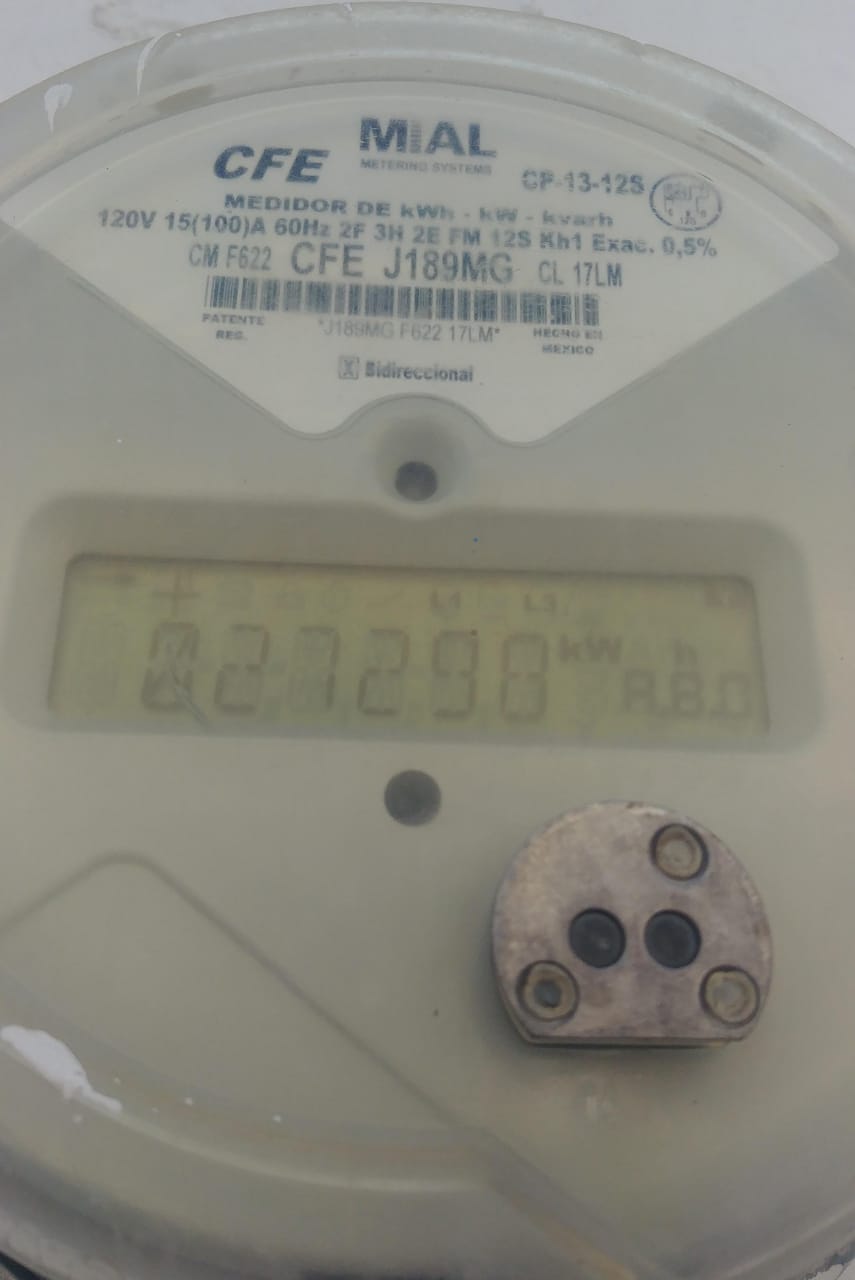 MIAL
METERING SYSTEMS
CFE
CP-13-12S
MEDIDOR DE kWh - kW - kvarh
120V 15(100)A 60Hz 2F 3H 2E FM 12S Kh1 Exac. 0,5%
CM F622 CFE J189MG CL 17LM
PATENTE REG.
*J189MG F622 17LM*
HECHO EN MEXICO
X Bidireccional
L1 L3
kW h